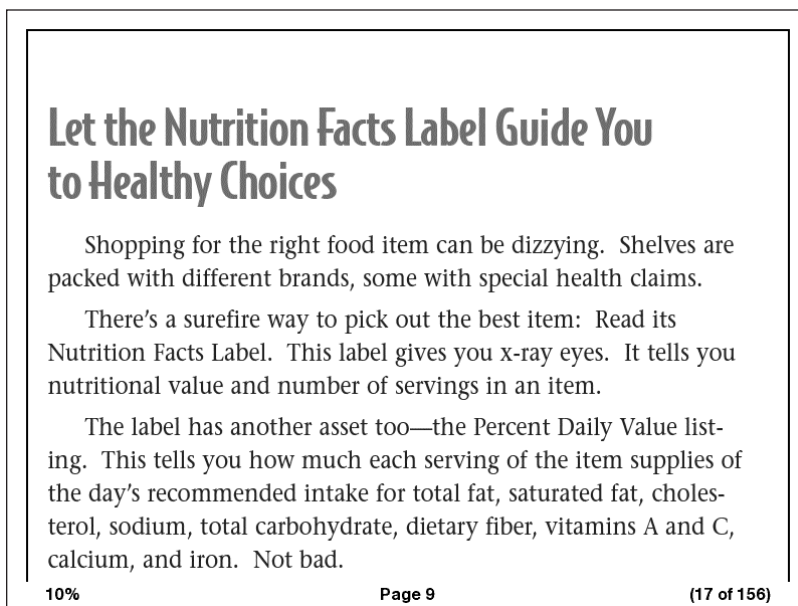 Let the Nutrition Facts Label Guide You
to Healthy Choices
Shopping for the right food item can be dizzying. Shelves are
packed with different brands, some with special health claims.
There’s a surefire way to pick out the best item: Read its
Nutrition Facts Label. This label gives you x-ray eyes. It tells you
nutritional value and number of servings in an item.
The label has another asset too—the Percent Daily Value list-
ing. This tells you how much each serving of the item supplies of
the day’s recommended intake for total fat, saturated fat, choles-
terol, sodium, total carbohydrate, dietary fiber, vitamins A and C,
calcium, and iron. Not bad.
10% Page 9 (17 of 156)